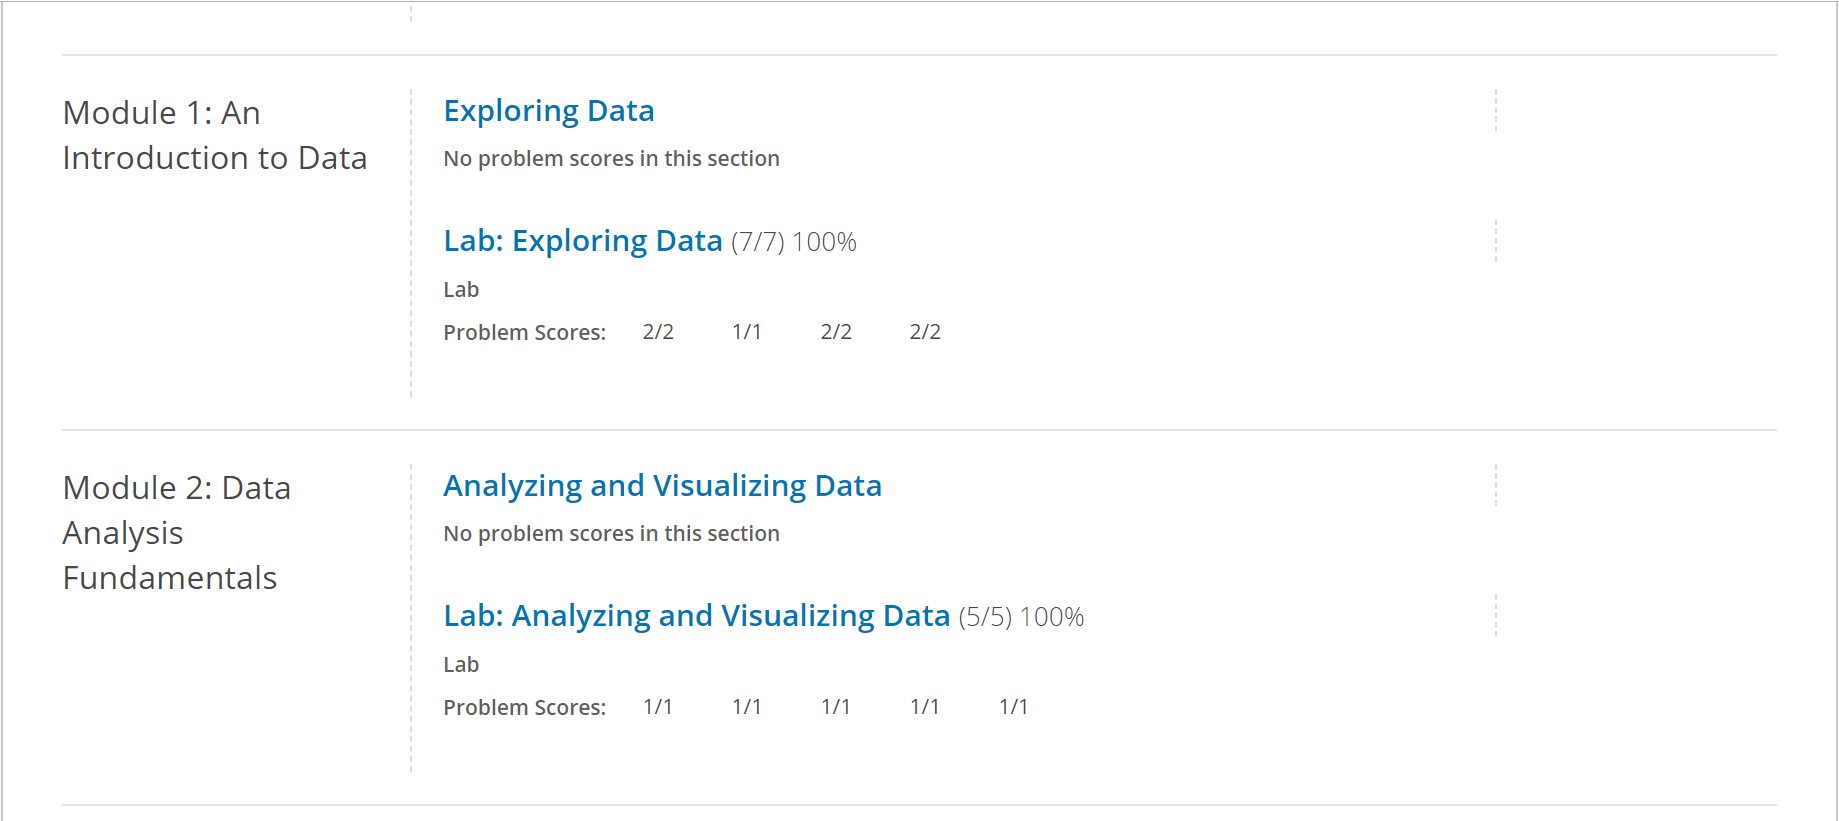 Module 1: An
Introduction to Data
Exploring Data
No problem scores in this section
Lab: Exploring Data (7/7) 100%
Lab
Problem Scores: 2/2 1/1 2/2 2/2
Module 2: Data
Analysis
Fundamentals
Analyzing and Visualizing Data
No problem scores in this section
Lab: Analyzing and Visualizing Data (5/5) 100%
Lab
Problem Scores: 1/1 1/1 1/1 1/1 1/1